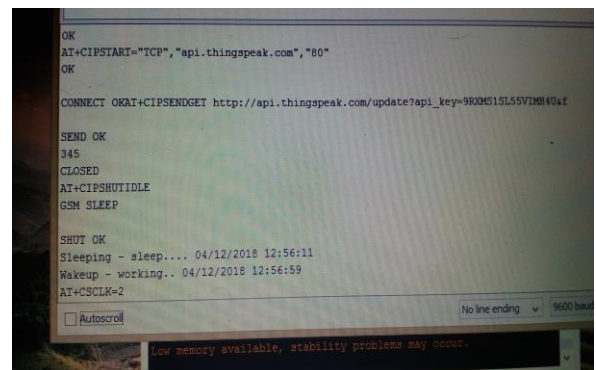 OK
AT+CIPSTART="TCP","api.thingspeak.com","80"
OK
CONNECT OKAT+CIPSENDGET http://api.thingspeak.com/update?api_key=9RXMS1SL55VIMH4U&f
SEND OK
345
CLOSED
AT+CIPSHUTIDLE
GSM SLEEP
SHUT OK
Sleeping - sleep.... 04/12/2018 12:56:11
Wakeup - working.. 04/12/2018 12:56:59
AT+CSCLK=2
Autoscroll
No line ending
9600 baud
Low memory available, stability problems may occur.